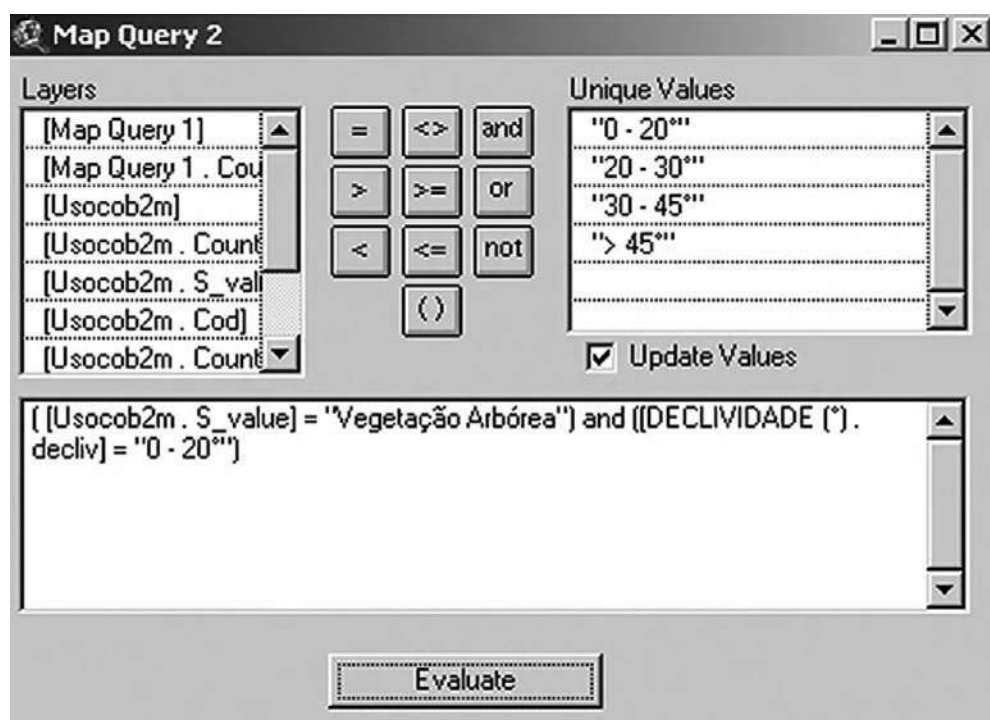 Map Query 2
Layers
[Map Query 1]
[Map Query 1 . Cou
[Usocob2m]
[Usocob2m . Count
[Usocob2m . S_val
[Usocob2m . Cod]
[Usocob2m . Count
= <> and
> >= or
< <= not
( )
Unique Values
"0 - 20°"
"20 - 30°"
"30 - 45°"
"> 45°"
Update Values
( [Usocob2m . S_value] = "Vegetação Arbórea") and ([DECLIVIDADE (°) .
decliv] = "0 - 20°")
Evaluate